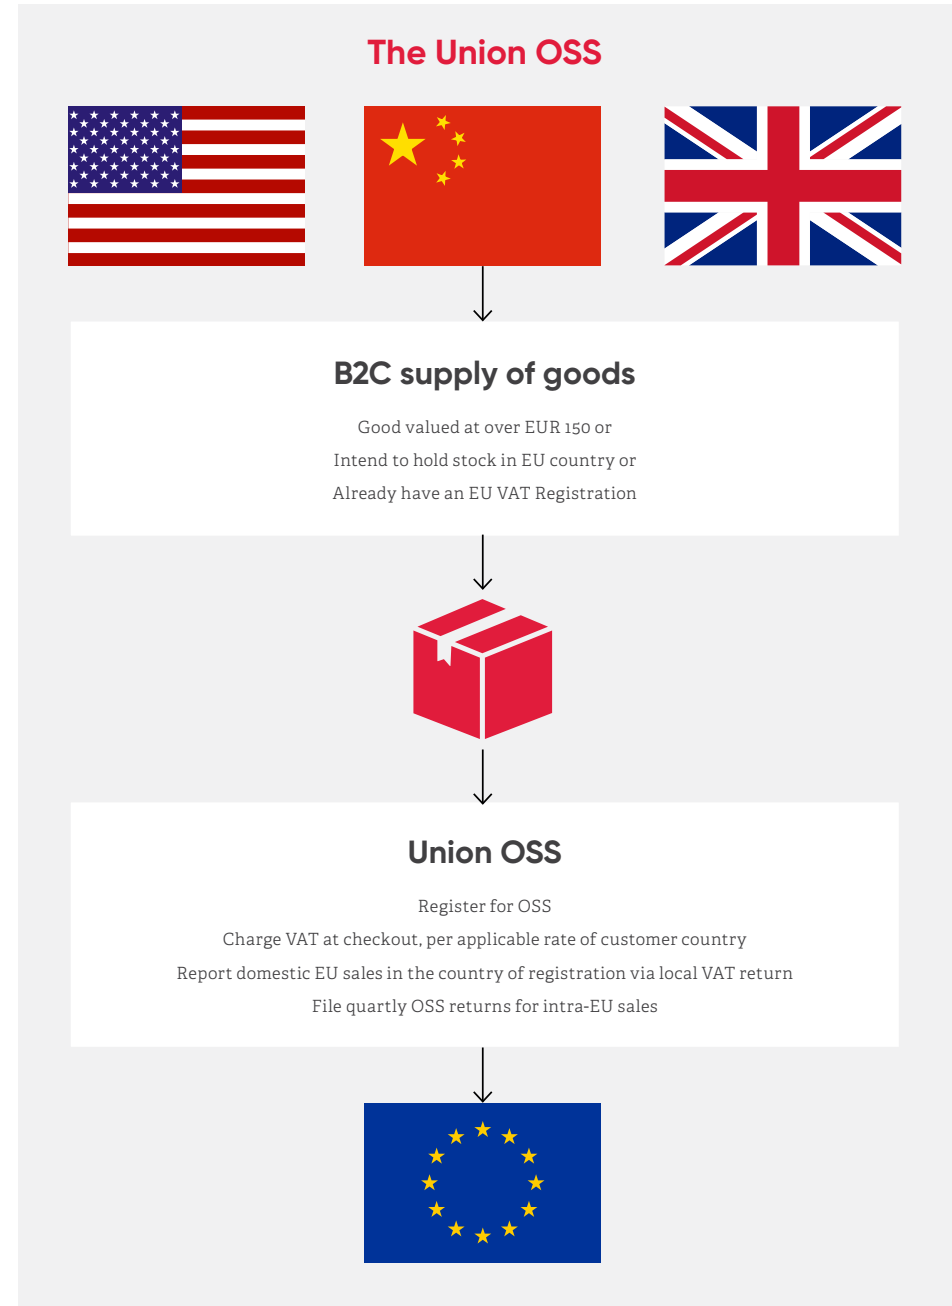 The Union OSS
B2C supply of goods
Good valued at over EUR 150 or
Intend to hold stock in EU country or
Already have an EU VAT Registration
Union OSS
Register for OSS
Charge VAT at checkout, per applicable rate of customer country
Report domestic EU sales in the country of registration via local VAT return
File quartly OSS returns for intra-EU sales